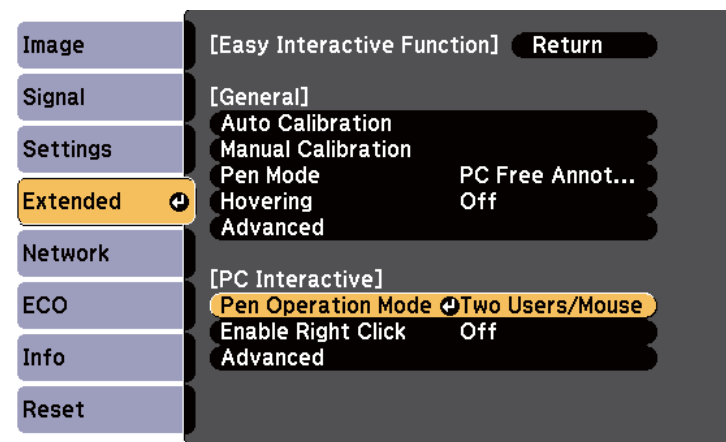 Image
Signal
Settings
Extended
Network
ECO
Info
Reset
[Easy Interactive Function] Return
[General]
Auto Calibration
Manual Calibration
Pen Mode PC Free Annot...
Hovering Off
Advanced
[PC Interactive]
Pen Operation Mode Two Users/Mouse
Enable Right Click Off
Advanced